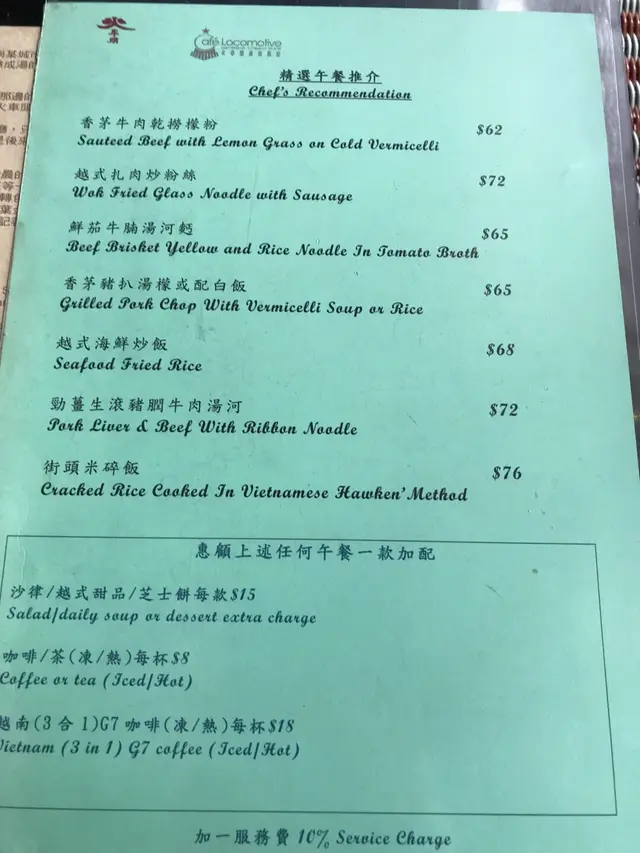 Café Locomotive
火車頭越南餐館
精選午餐推介
Chef's Recommendation
香茅牛肉乾撈檬粉 $62
Sauteed Beef with Lemon Grass on Cold Vermicelli
越式扎肉炒粉絲 $72
Wok Fried Glass Noodle with Sausage
鮮茄牛腩湯河麪 $65
Beef Brisket Yellow and Rice Noodle In Tomato Broth
香茅豬扒湯檬或配白飯 $65
Grilled Pork Chop With Vermicelli Soup or Rice
越式海鮮炒飯 $68
Seafood Fried Rice
勁薑生滾豬膶牛肉湯河 $72
Pork Liver & Beef With Ribbon Noodle
街頭米碎飯 $76
Cracked Rice Cooked In Vietnamese Hawken' Method
惠顧上述任何午餐一款加配
沙律/越式甜品/芝士餅每款$15
Salad/daily soup or dessert extra charge
咖啡/茶(凍/熱)每杯$8
Coffee or tea (Iced/Hot)
越南(3合1)G7咖啡(凍/熱)每杯$18
Vietnam (3 in 1) G7 coffee (Iced/Hot)
加一服務費 10% Service Charge